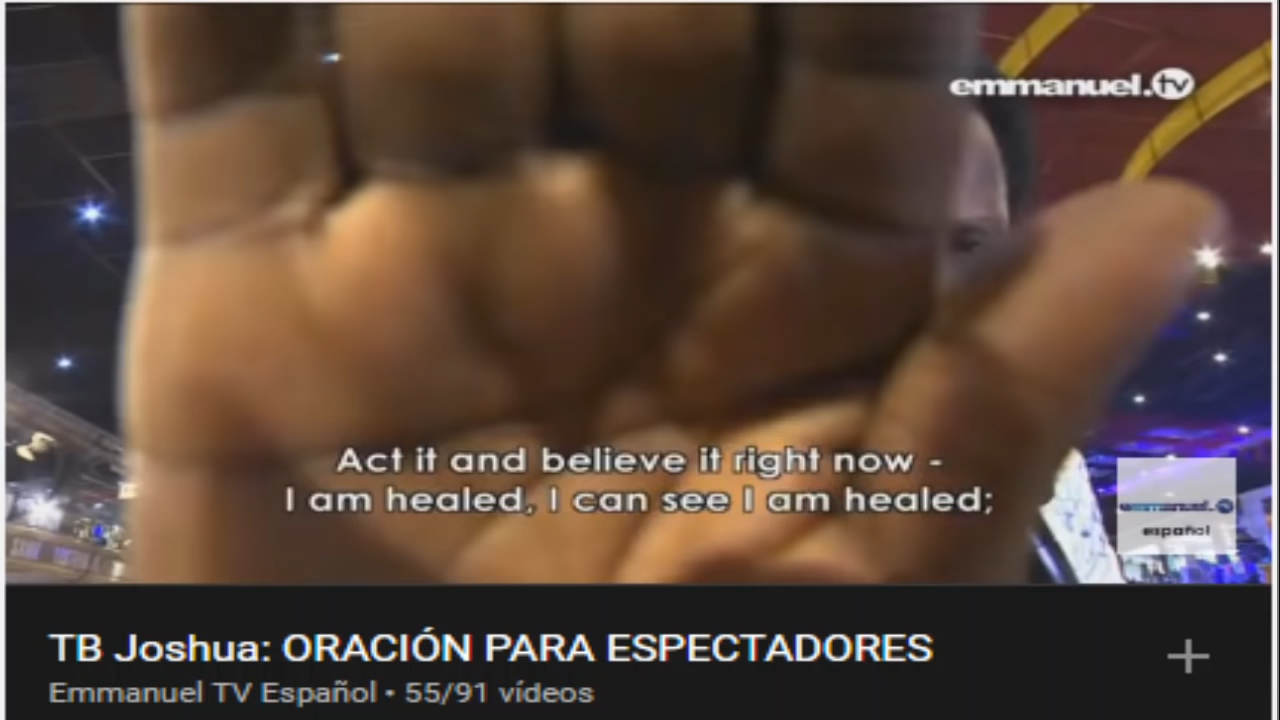 emmanuel.tv
Act it and believe it right now -
I am healed, I can see I am healed;
emmanuel.tv
español
TB Joshua: ORACIÓN PARA ESPECTADORES
Emmanuel TV Español • 55/91 vídeos